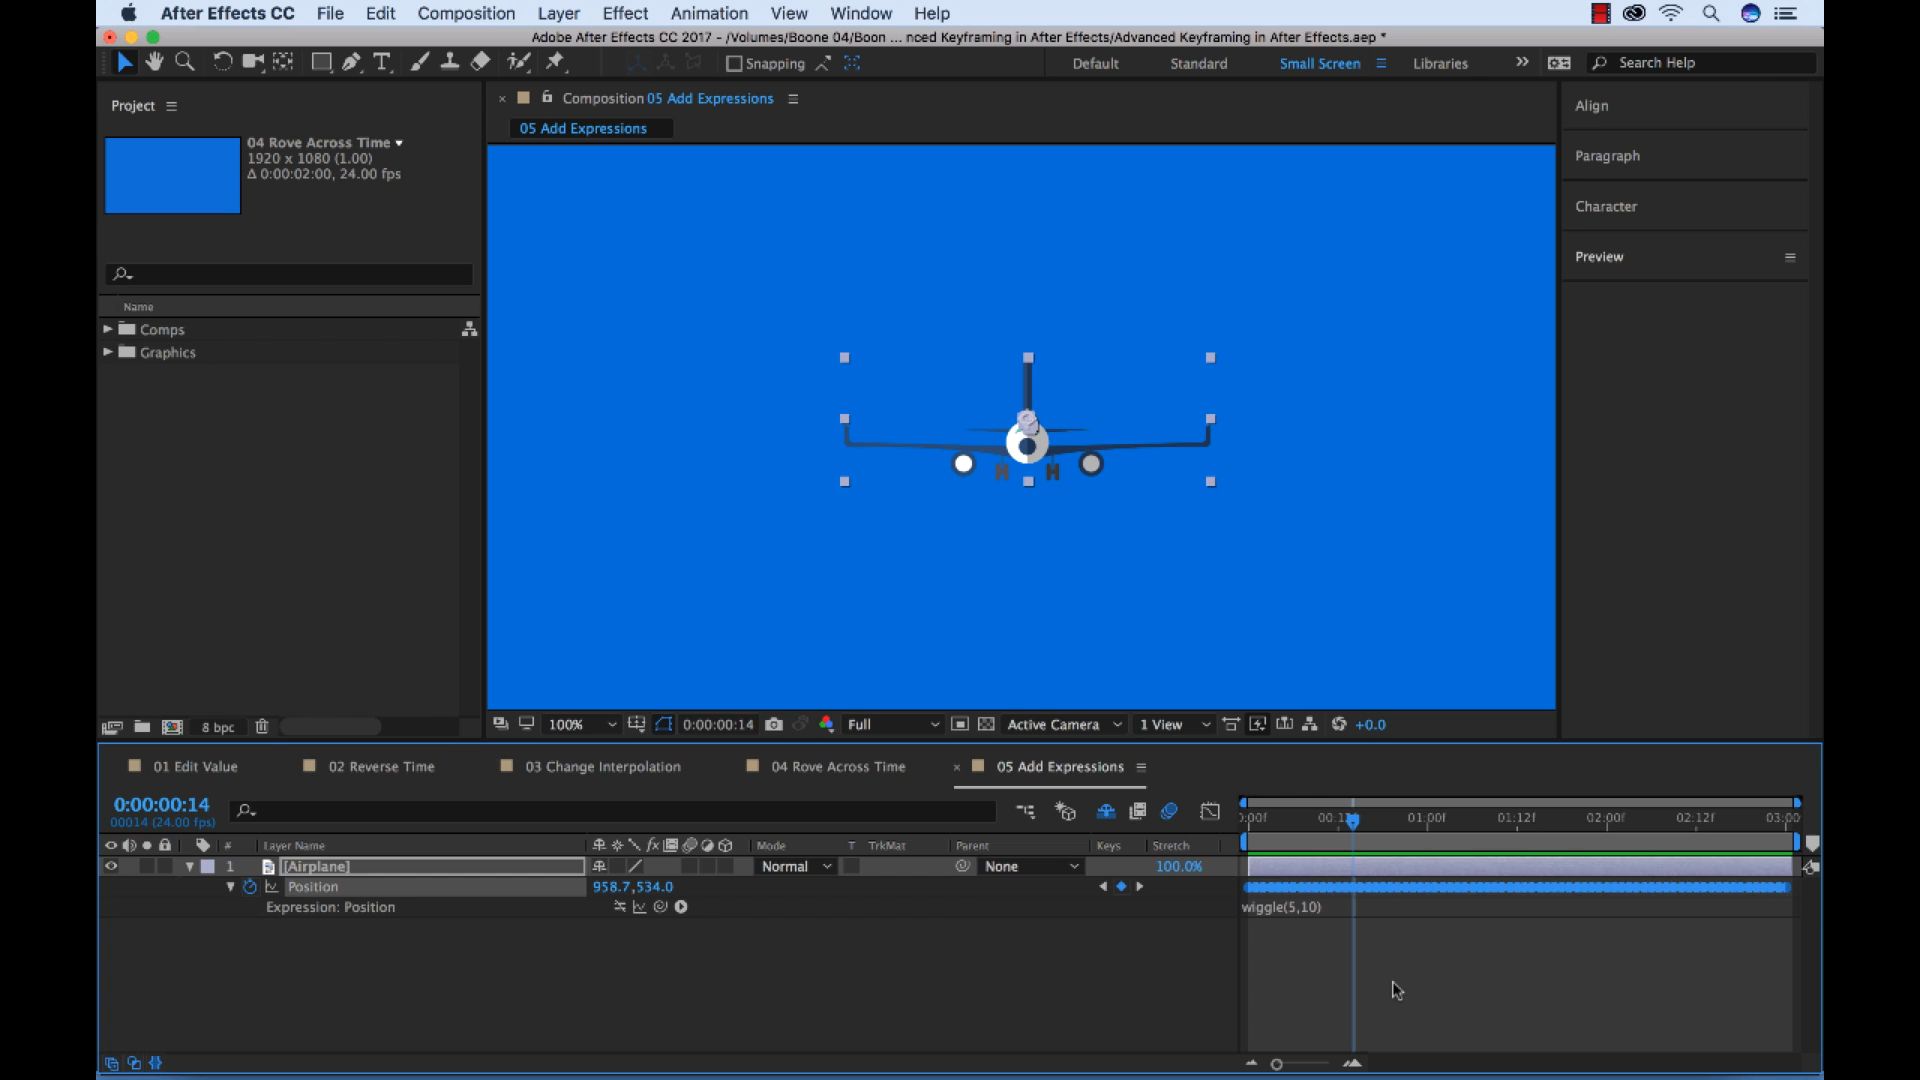 After Effects CC File Edit Composition Layer Effect Animation View Window Help
Adobe After Effects CC 2017 - /Volumes/Boone 04/Boon ... nced Keyframing in After Effects/Advanced Keyframing in After Effects.aep *
Snapping Default Standard Small Screen Libraries Search Help
Project
04 Rove Across Time
1920 x 1080 (1.00)
Δ 0:00:02:00, 24.00 fps
Name
Comps
Graphics
8 bpc
Composition 05 Add Expressions
05 Add Expressions
100% 0:00:00:14 Full Active Camera 1 View +0.0
Align
Paragraph
Character
Preview
01 Edit Value 02 Reverse Time 03 Change Interpolation 04 Rove Across Time 05 Add Expressions
0:00:00:14
00014 (24.00 fps)
01:00f 01:12f 02:00f 02:12f 03:00
# Layer Name Mode T TrkMat Parent Keys Stretch
1 [Airplane] Normal None 100.0%
Position 958.7,534.0
Expression: Position wiggle(5,10)